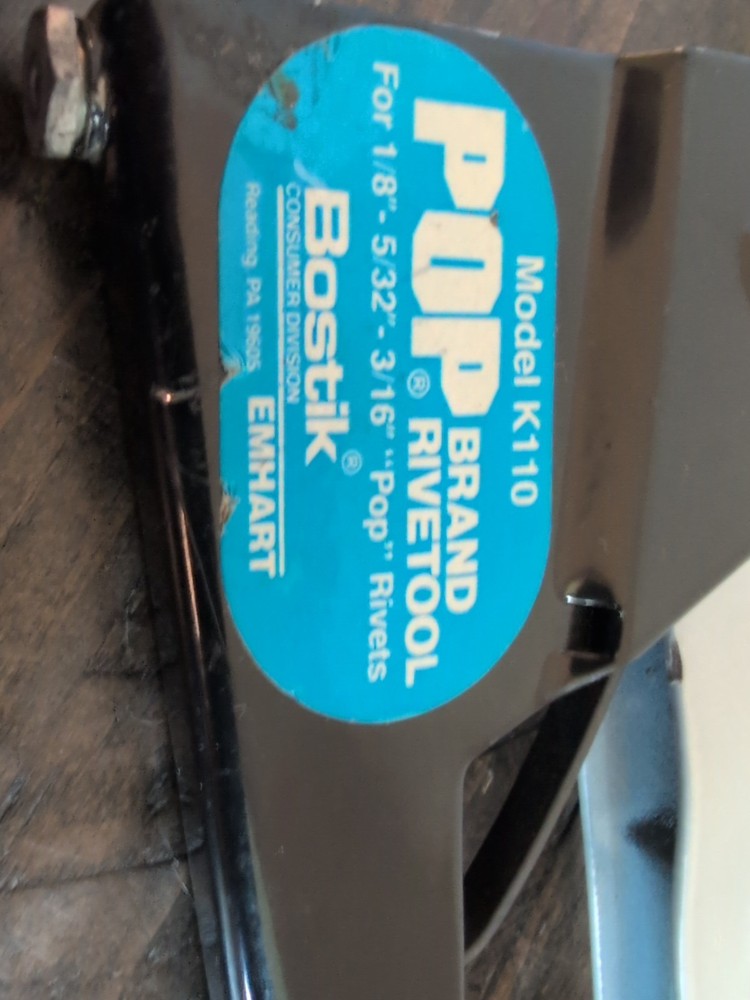 Model K110
POP® BRAND RIVETOOL
For 1/8"- 5/32"- 3/16" "Pop" Rivets
Bostik®
CONSUMER DIVISION
Reading, PA 19605 EMHART